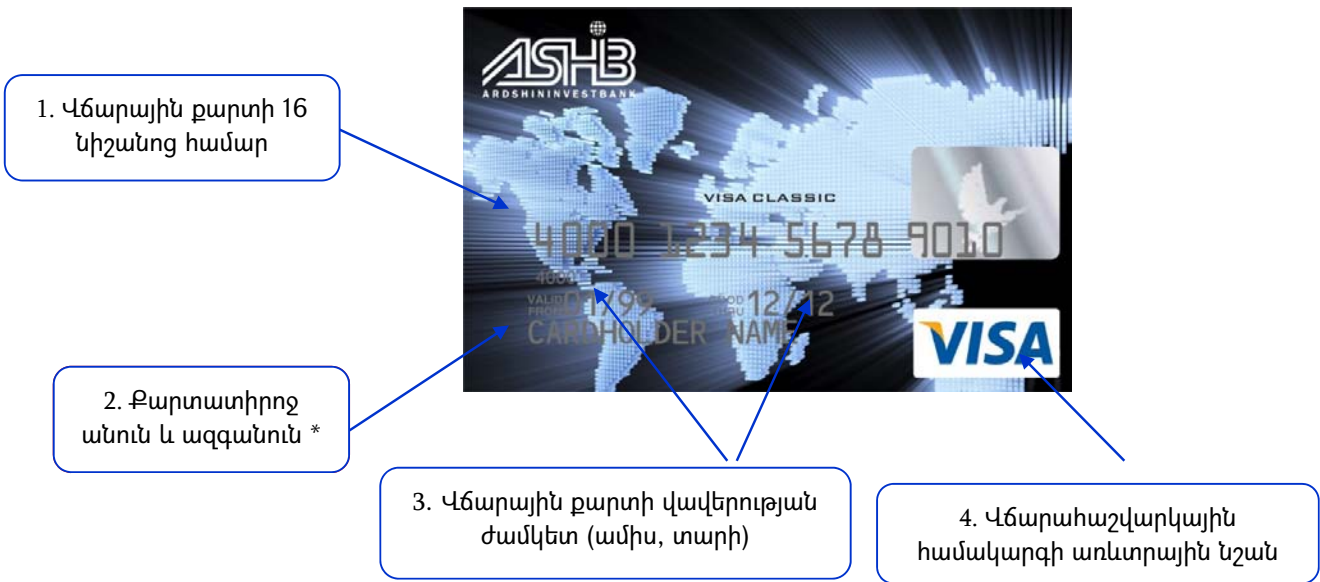 ASHB
ARDSHININVESTBANK
1. Վճարային քարտի 16
նիշանոց համար
VISA CLASSIC
4000 1234 5678 9010
4000
VALID FROM 01/99 GOOD THRU 12/12
CARDHOLDER NAME
VISA
2. Քարտատիրոջ
անուն և ազգանուն *
3. Վճարային քարտի վավերության
ժամկետ (ամիս, տարի)
4. Վճարահաշվարկային
համակարգի առևտրային նշան